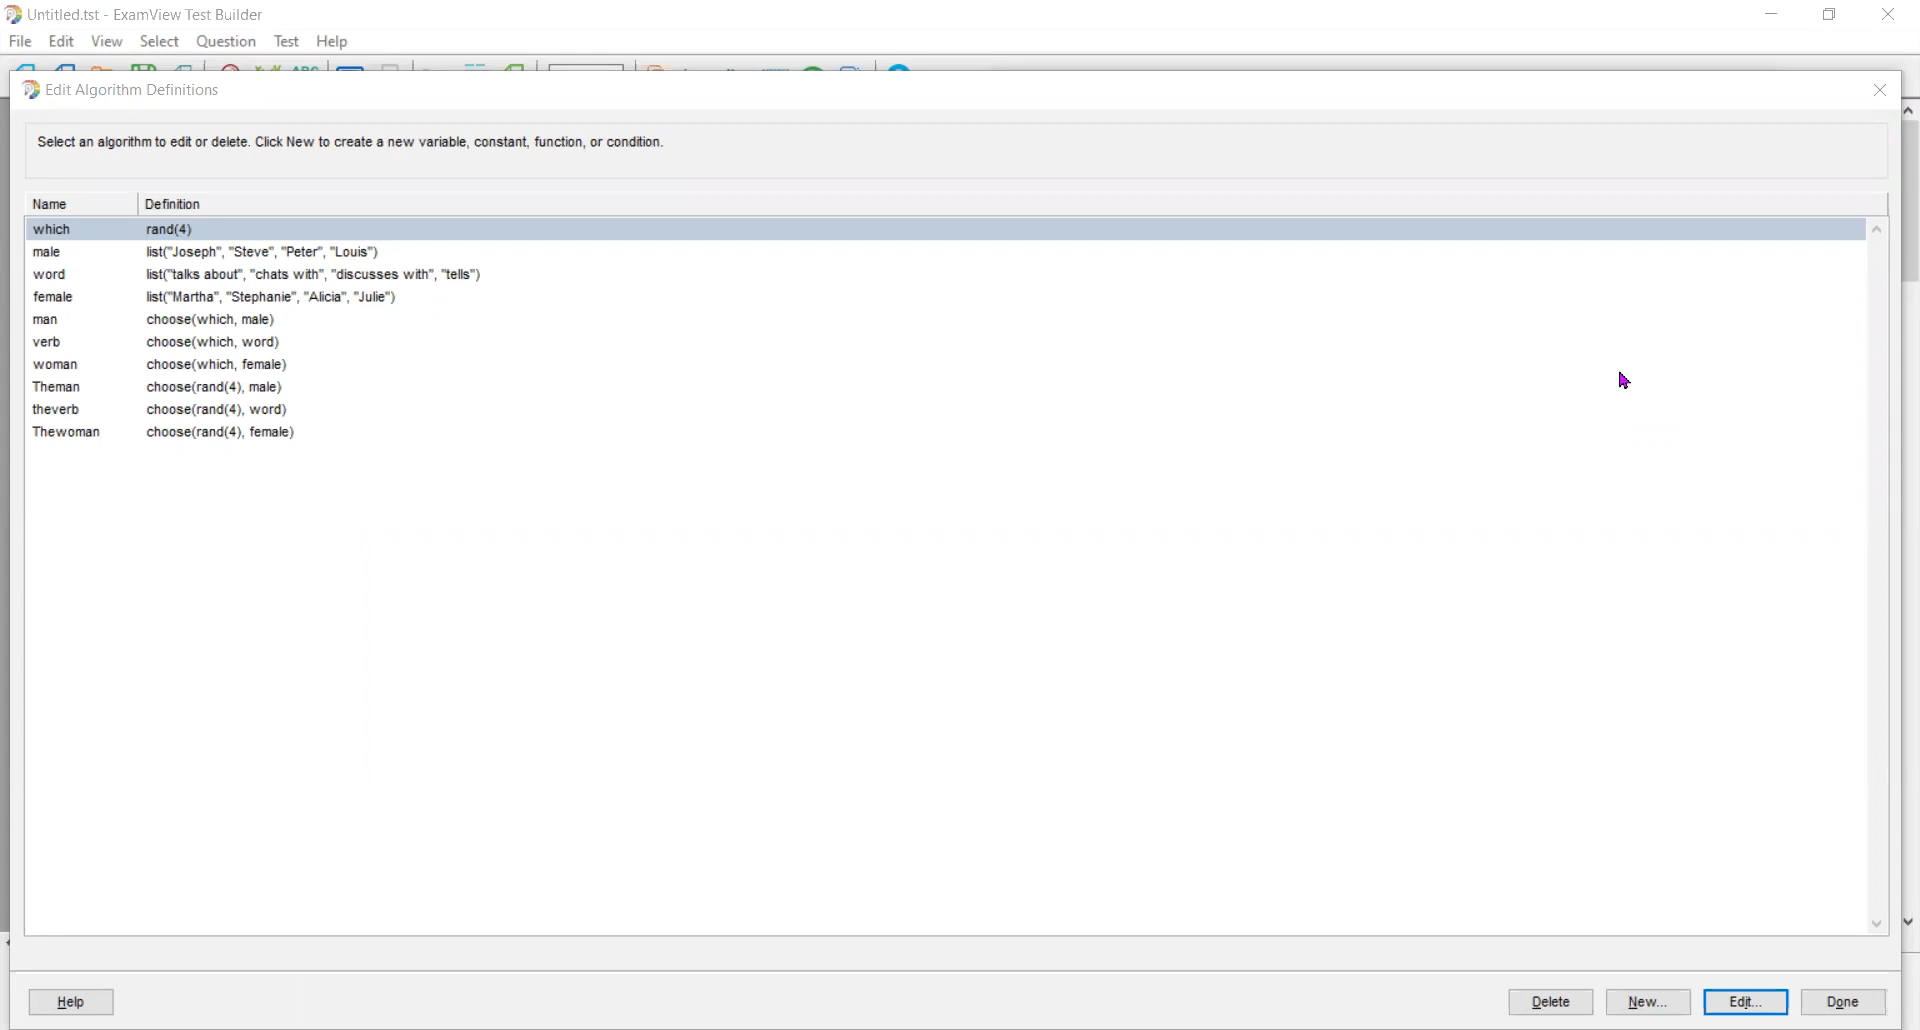 Untitled.tst - ExamView Test Builder
File Edit View Select Question Test Help
Edit Algorithm Definitions
Select an algorithm to edit or delete. Click New to create a new variable, constant, function, or condition.
Name Definition
which rand(4)
male list("Joseph", "Steve", "Peter", "Louis")
word list("talks about", "chats with", "discusses with", "tells")
female list("Martha", "Stephanie", "Alicia", "Julie")
man choose(which, male)
verb choose(which, word)
woman choose(which, female)
Theman choose(rand(4), male)
theverb choose(rand(4), word)
Thewoman choose(rand(4), female)
Help Delete New... Edit... Done